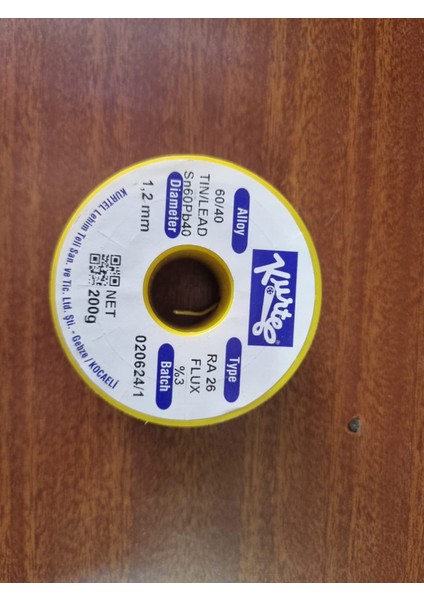 Kurtel®
Alloy
60/40
TIN/LEAD
Sn60Pb40
Diameter
1,2 mm
Type
RA 26
FLUX
%3
Batch
020624/1
NET
200g
KURTEL Lehim Teli San. ve Tic. Ltd. Şti. - Gebze / KOCAELİ